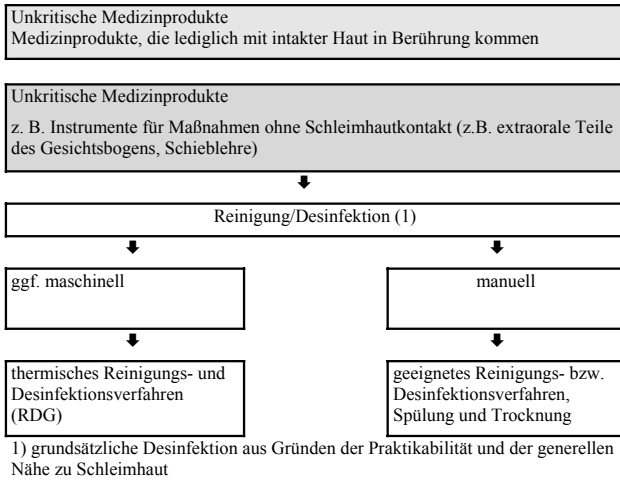 Unkritische Medizinprodukte
Medizinprodukte, die lediglich mit intakter Haut in Berührung kommen
Unkritische Medizinprodukte
z. B. Instrumente für Maßnahmen ohne Schleimhautkontakt (z.B. extraorale Teile
des Gesichtsbogens, Schieblehre)
Reinigung/Desinfektion (1)
ggf. maschinell
manuell
thermisches Reinigungs- und
Desinfektionsverfahren
(RDG)
geeignetes Reinigungs- bzw.
Desinfektionsverfahren,
Spülung und Trocknung
1) grundsätzliche Desinfektion aus Gründen der Praktikabilität und der generellen
Nähe zu Schleimhaut